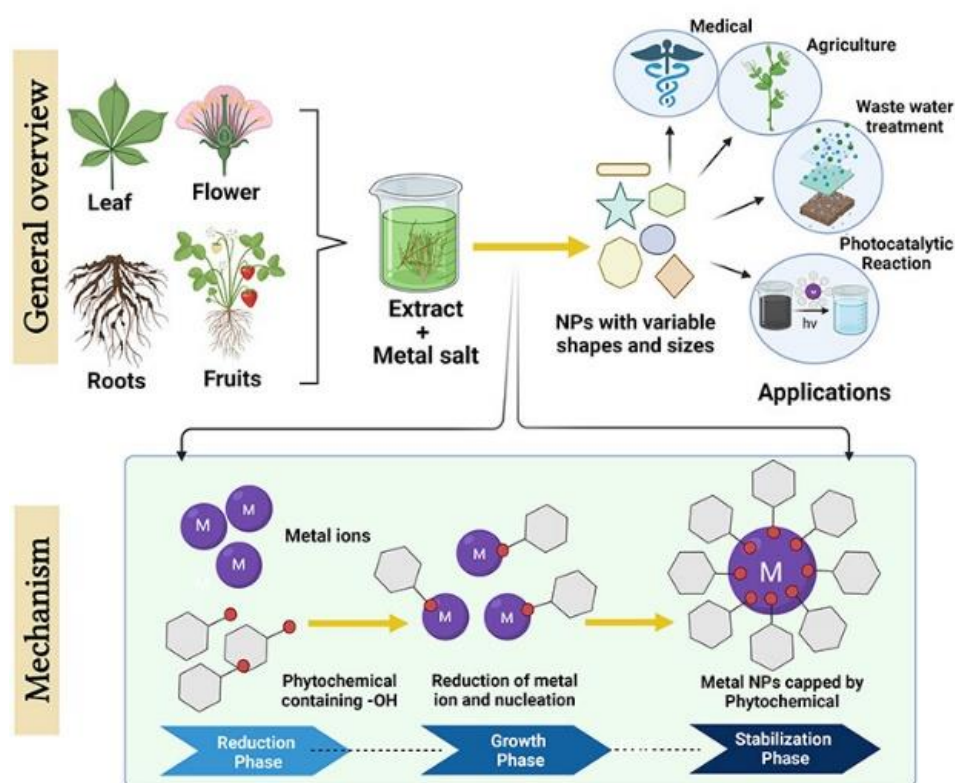 General overview
Leaf
Flower
Roots
Fruits
Extract
+
Metal salt
NPs with variable
shapes and sizes
Medical
Agriculture
Waste water
treatment
Photocatalytic
Reaction
M
hv
Applications
Mechanism
M
M
M
Metal ions
Phytochemical
containing -OH
M
M
M
Reduction of metal
ion and nucleation
M
Metal NPs capped by
Phytochemical
Reduction
Phase
Growth
Phase
Stabilization
Phase